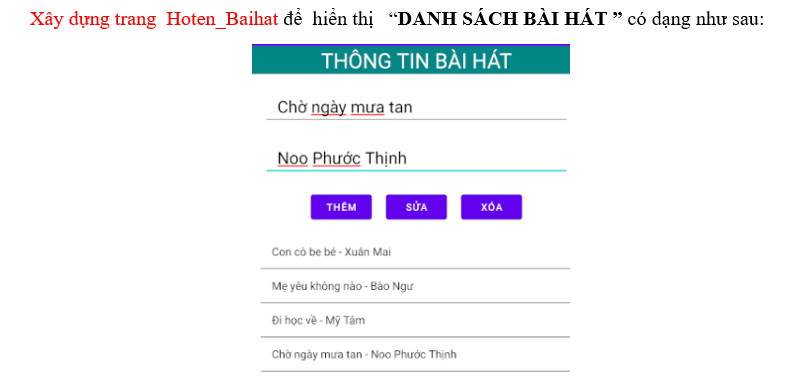 Xây dựng trang Hoten_Baihat để hiển thị “DANH SÁCH BÀI HÁT ” có dạng như sau:
THÔNG TIN BÀI HÁT
Chờ ngày mưa tan
Noo Phước Thịnh
THÊM SỬA XÓA
Con cò be bé - Xuân Mai
Mẹ yêu không nào - Bào Ngư
Đi học về - Mỹ Tâm
Chờ ngày mưa tan - Noo Phước Thịnh